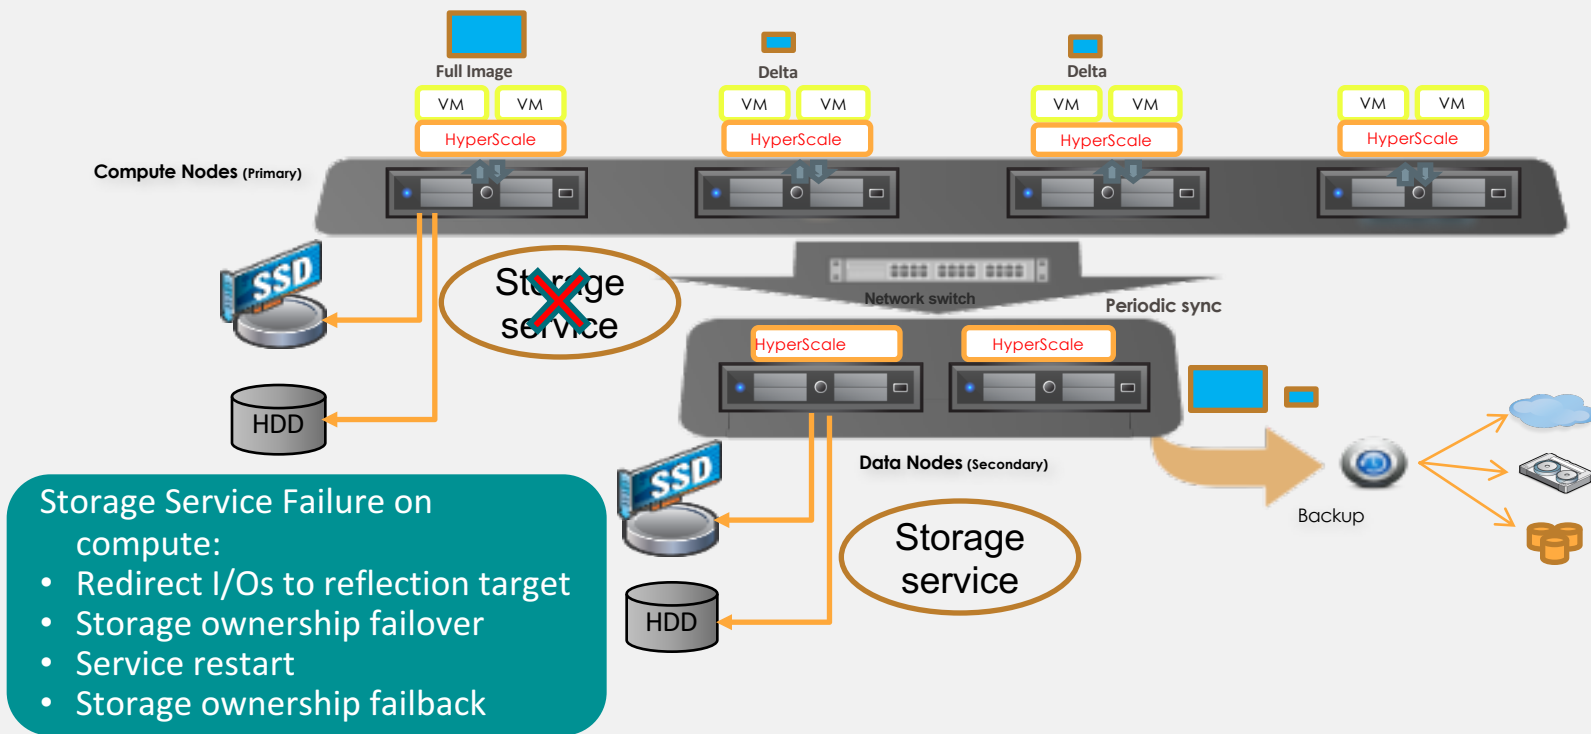 Full Image
Delta
Delta
VM
VM
VM
VM
VM
VM
VM
VM
HyperScale
HyperScale
HyperScale
HyperScale
Compute Nodes (Primary)
SSD
Storage
service
Network switch
Periodic sync
HyperScale
HyperScale
HDD
Data Nodes (Secondary)
SSD
Storage
service
Backup
HDD
Storage Service Failure on
compute:
• Redirect I/Os to reflection target
• Storage ownership failover
• Service restart
• Storage ownership failback